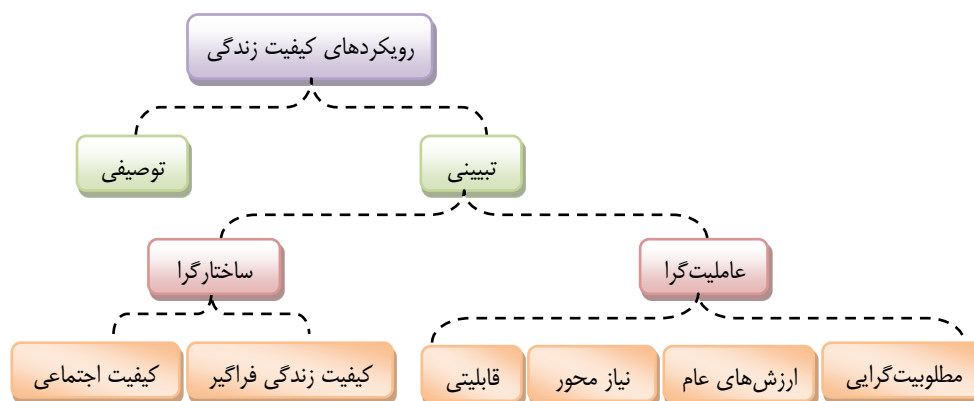 رویکردهای کیفیت زندگی
تبیینی
توصیفی
عاملیت‌گرا
ساختارگرا
مطلوبیت‌گرایی
ارزش‌های عام
نیاز محور
قابلیتی
کیفیت زندگی فراگیر
کیفیت اجتماعی